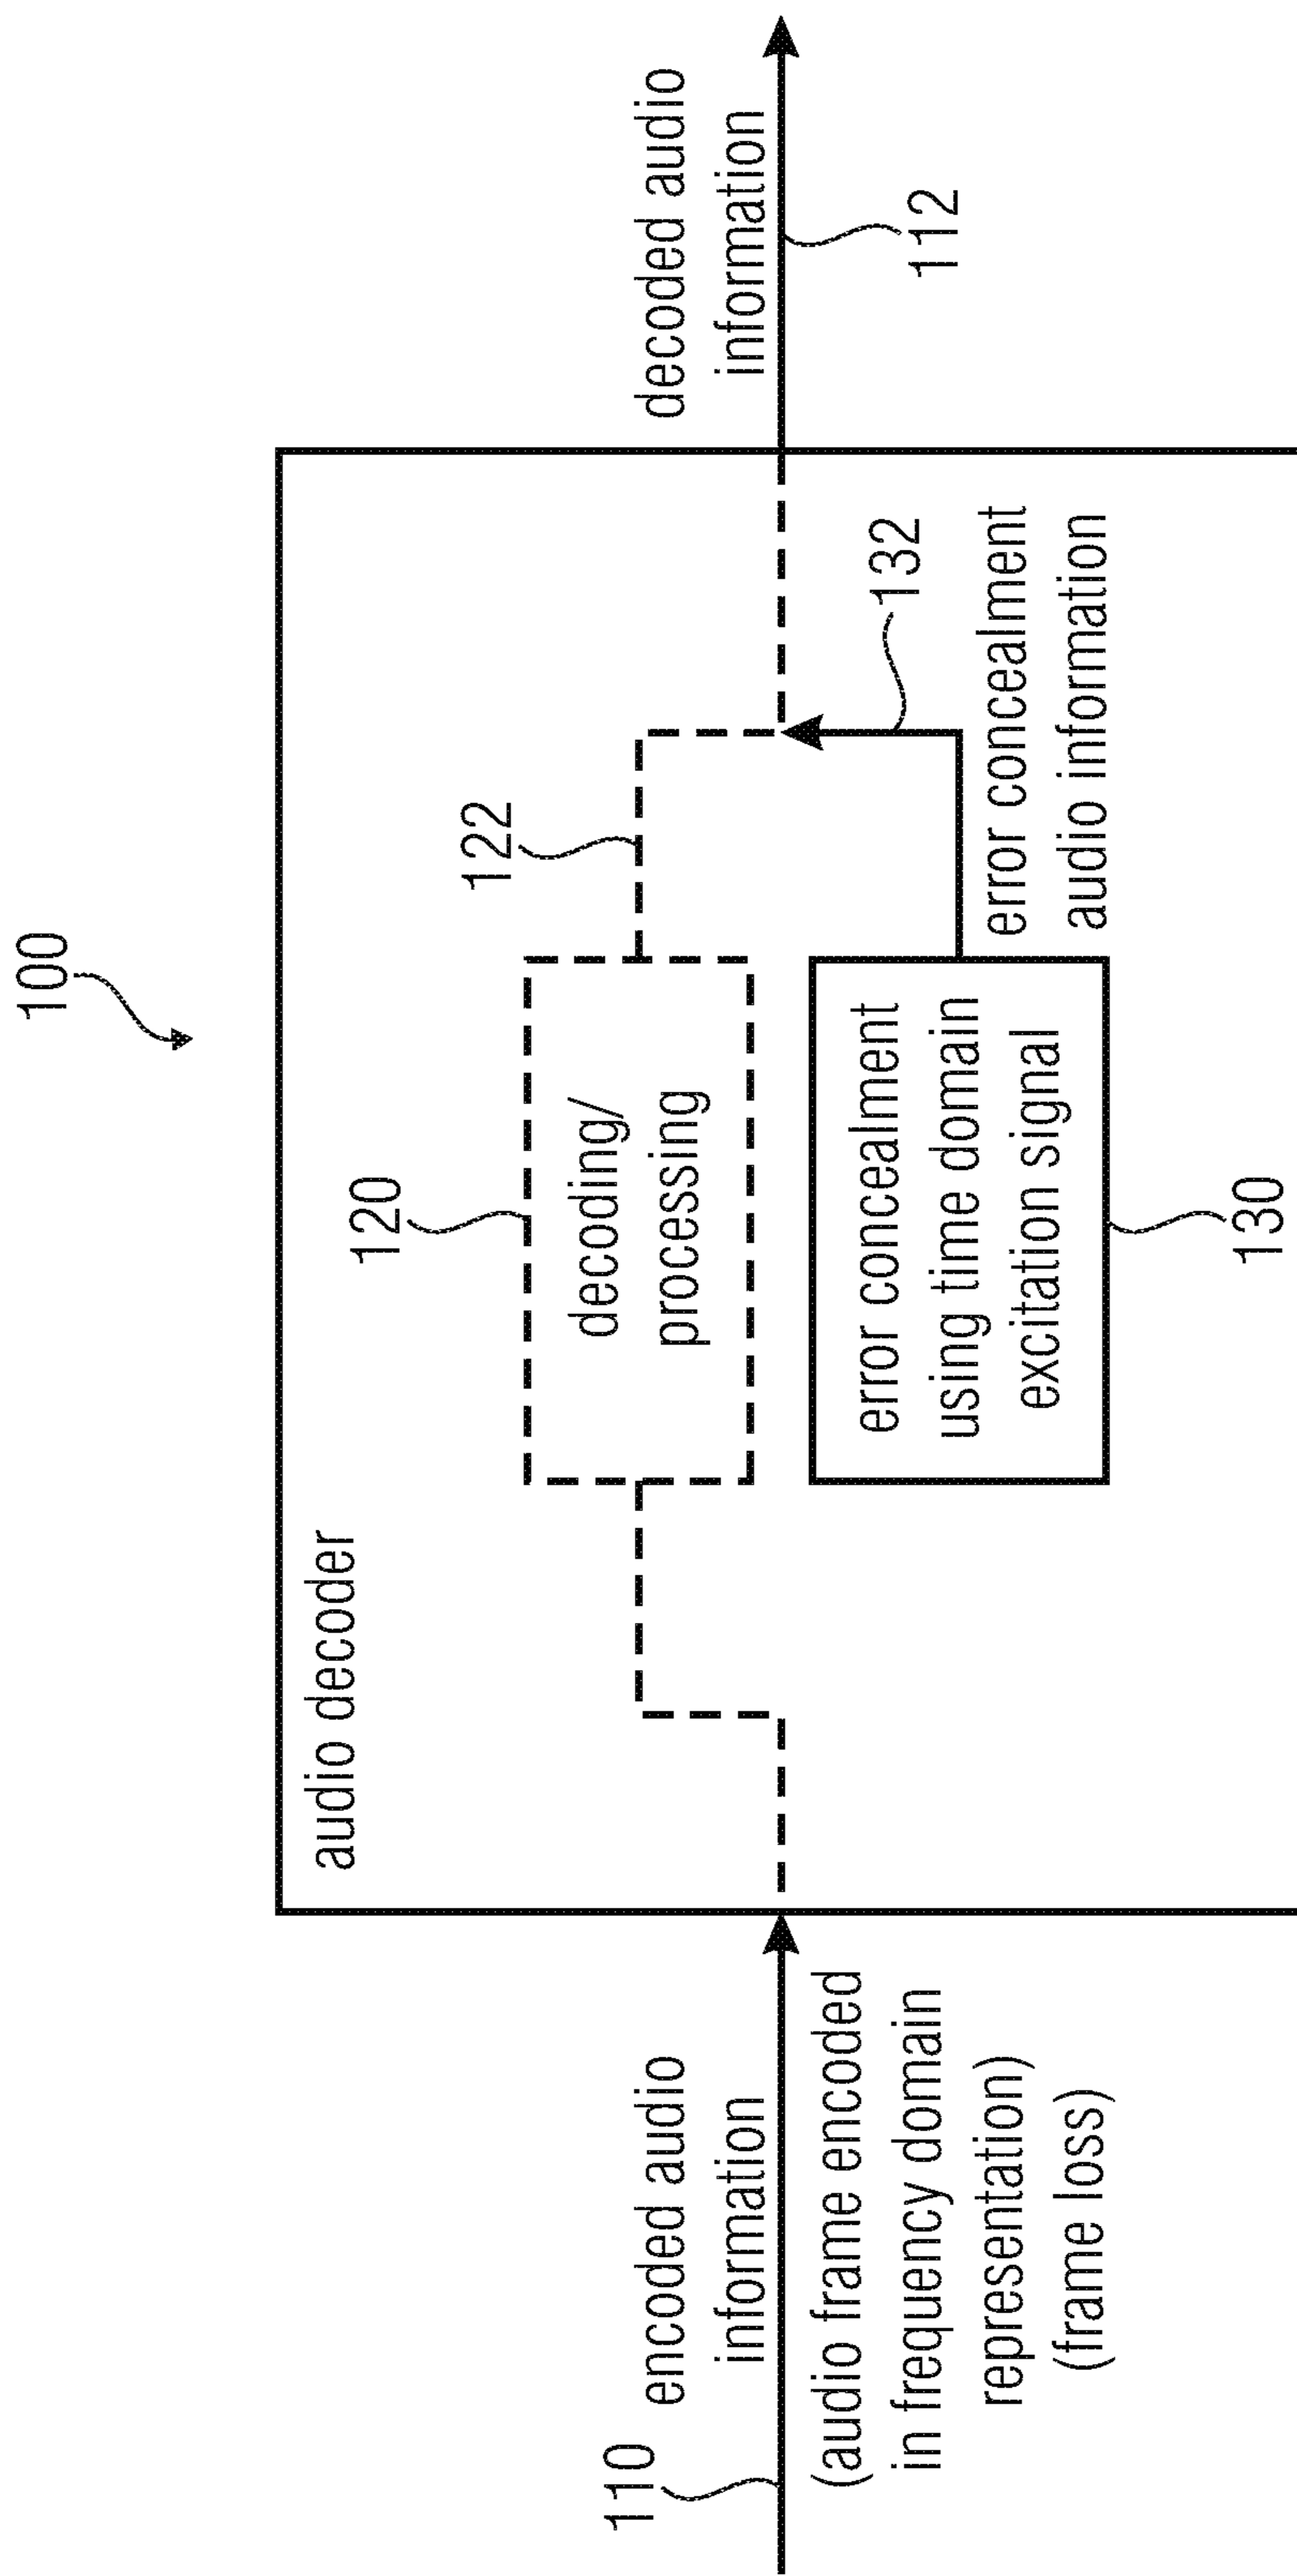 100
audio decoder
110
encoded audio
information
(audio frame encoded
in frequency domain
representation)
(frame loss)
120
decoding/
processing
122
error concealment
using time domain
excitation signal
130
132
error concealment
audio information
decoded audio
information
112